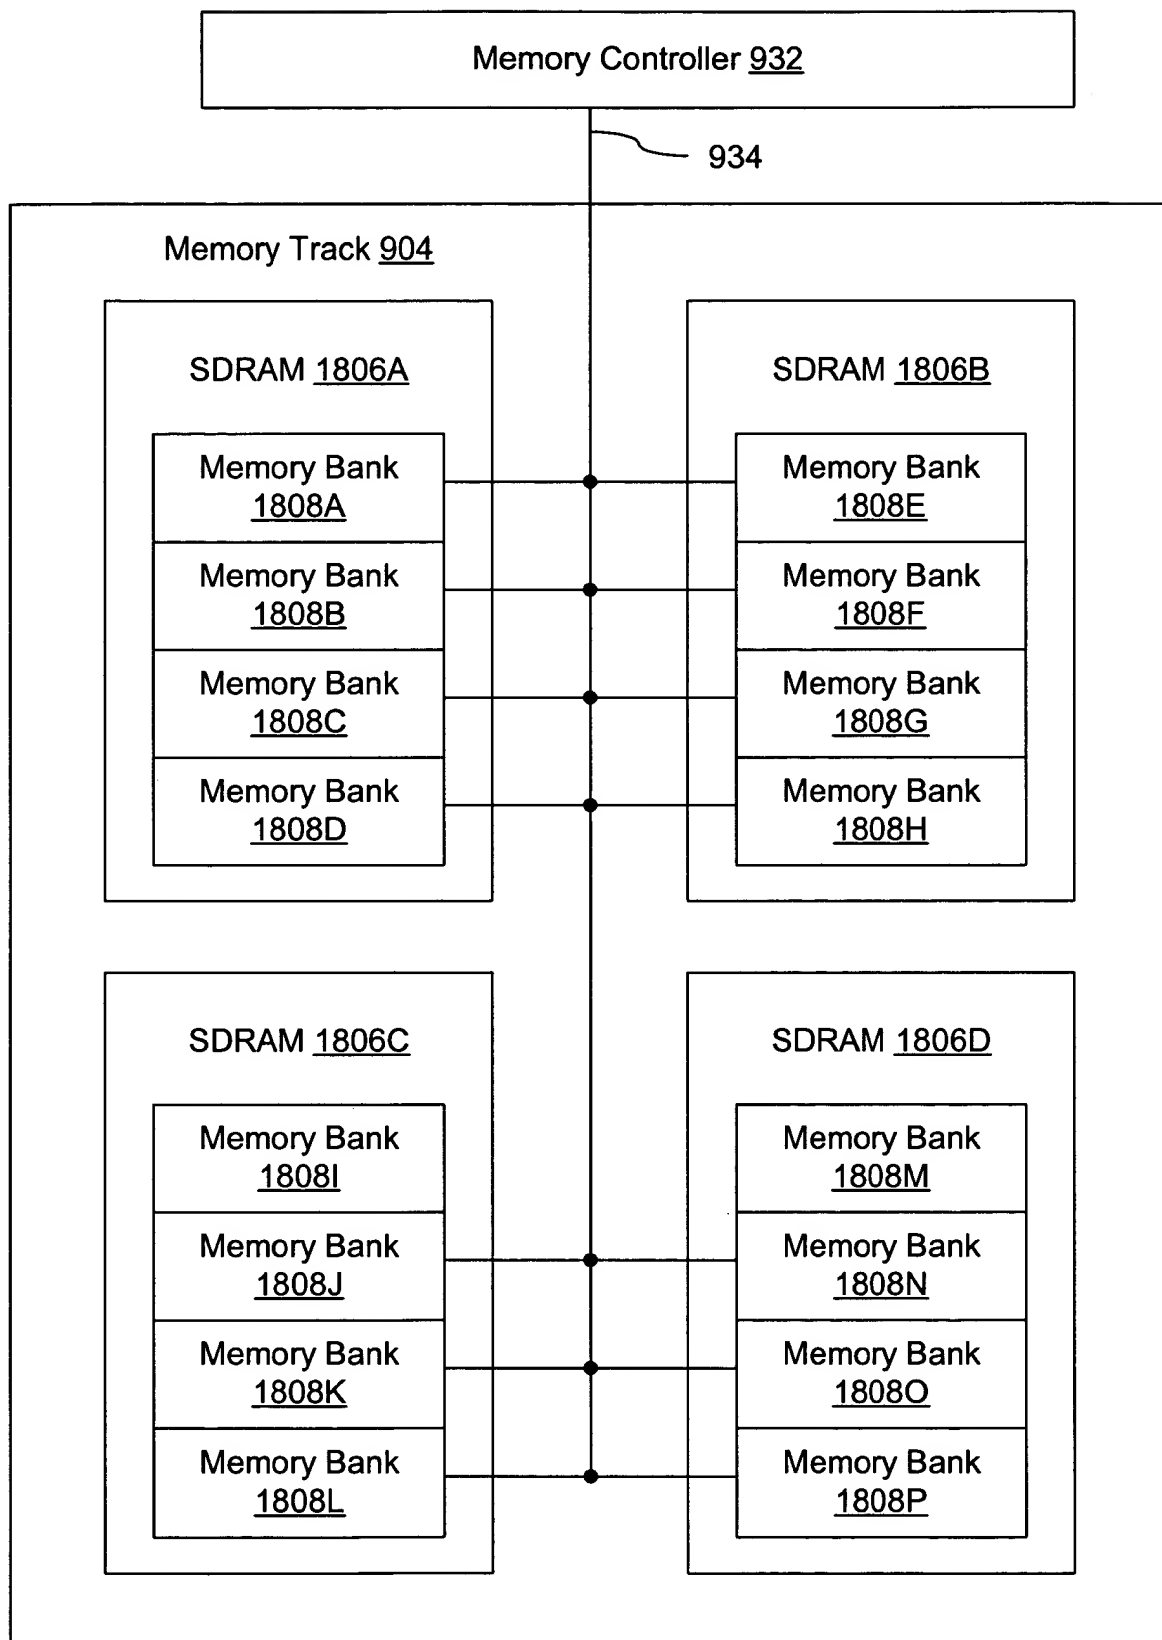 Memory Controller 932
934
Memory Track 904
SDRAM 1806A
Memory Bank
1808A
Memory Bank
1808B
Memory Bank
1808C
Memory Bank
1808D
SDRAM 1806B
Memory Bank
1808E
Memory Bank
1808F
Memory Bank
1808G
Memory Bank
1808H
SDRAM 1806C
Memory Bank
1808I
Memory Bank
1808J
Memory Bank
1808K
Memory Bank
1808L
SDRAM 1806D
Memory Bank
1808M
Memory Bank
1808N
Memory Bank
1808O
Memory Bank
1808P